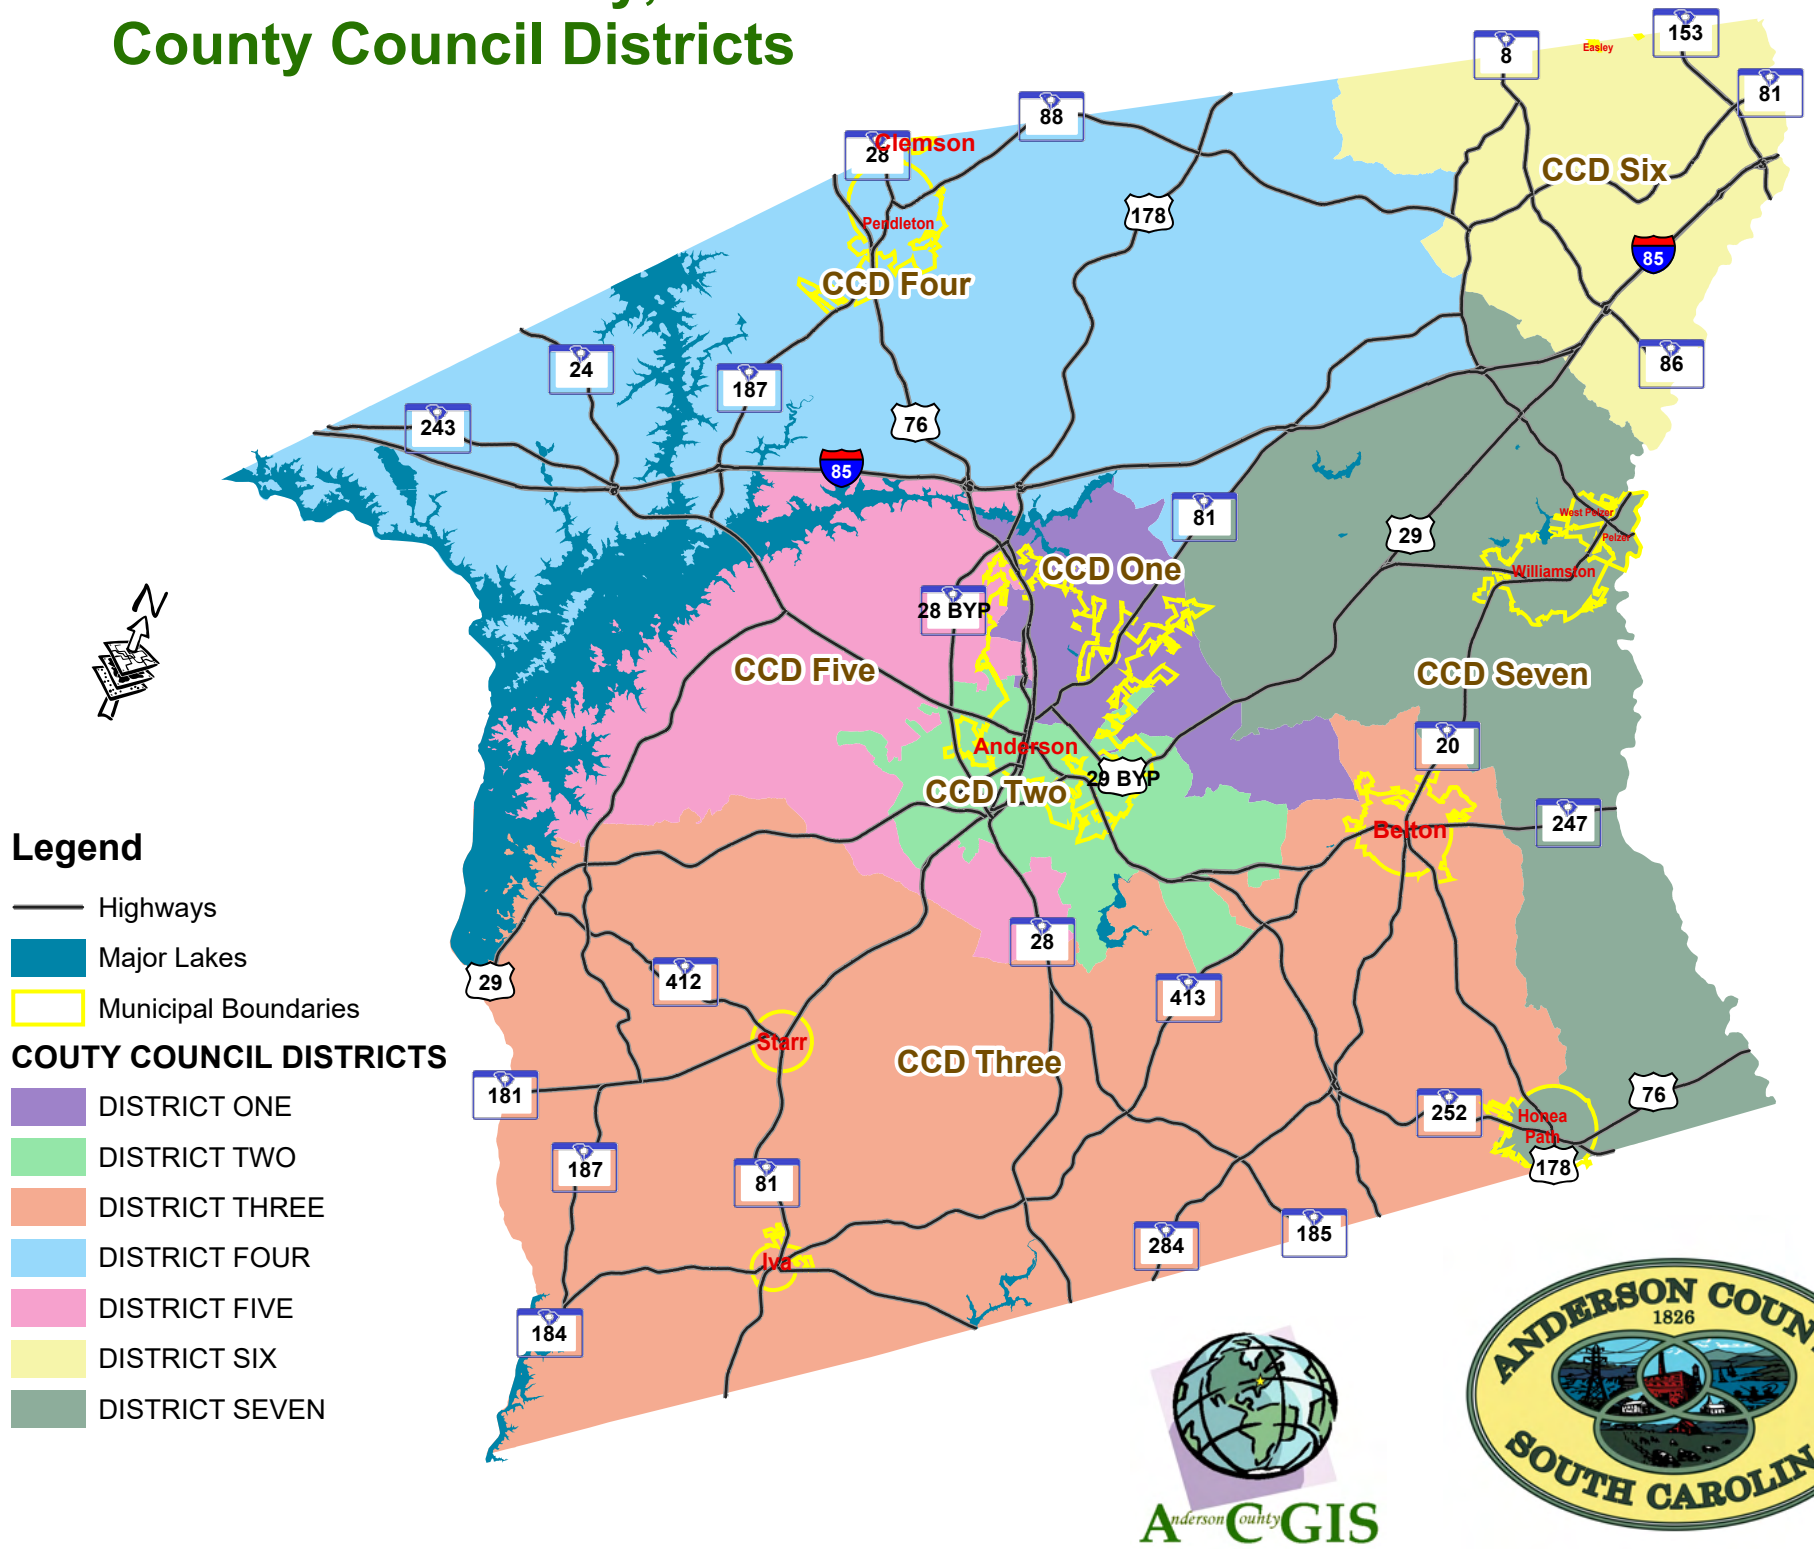 County Council Districts
8
Easley
153
81
88
Clemson
28
CCD Six
178
Pendleton
85
CCD Four
24
187
86
243
76
85
81
West Pelzer
29
Pelzer
Williamston
CCD One
N
28 BYP
CCD Five
CCD Seven
Anderson
20
29 BYP
CCD Two
Belton
247
Legend
Highways
Major Lakes
Municipal Boundaries
COUTY COUNCIL DISTRICTS
DISTRICT ONE
DISTRICT TWO
DISTRICT THREE
DISTRICT FOUR
DISTRICT FIVE
DISTRICT SIX
DISTRICT SEVEN
28
29
412
413
Starr
CCD Three
181
76
252
Honea
Path
178
187
81
284
185
Iva
184
ANDERSON COUN
1826
SOUTH CAROLIN
Anderson County GIS